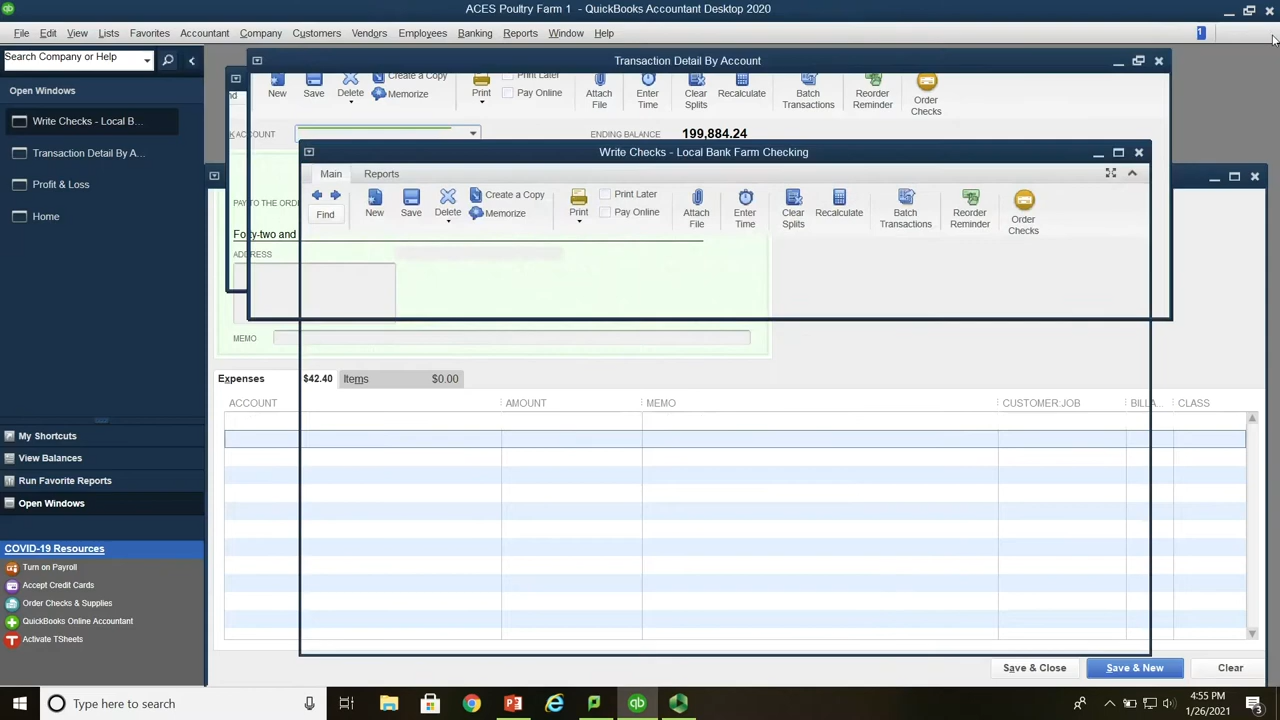 ACES Poultry Farm 1 - QuickBooks Accountant Desktop 2020
File Edit View Lists Favorites Accountant Company Customers Vendors Employees Banking Reports Window Help
1
Search Company or Help
Open Windows
Write Checks - Local B...
Transaction Detail By A...
Profit & Loss
Home
My Shortcuts
View Balances
Run Favorite Reports
Open Windows
COVID-19 Resources
Turn on Payroll
Accept Credit Cards
Order Checks & Supplies
QuickBooks Online Accountant
Activate TSheets
Transaction Detail By Account
New Save Delete Create a Copy Memorize Print Print Later Pay Online Attach File Enter Time Clear Splits Recalculate Batch Transactions Reorder Reminder Order Checks
ACCOUNT
ENDING BALANCE 199,884.24
Write Checks - Local Bank Farm Checking
Main Reports
Find New Save Delete Create a Copy Memorize Print Print Later Pay Online Attach File Enter Time Clear Splits Recalculate Batch Transactions Reorder Reminder Order Checks
PAY TO THE ORD
Forty-two and
ADDRESS
MEMO
Expenses $42.40 Items $0.00
ACCOUNT AMOUNT MEMO CUSTOMER:JOB BILLA... CLASS
Save & Close Save & New Clear
Type here to search
4:55 PM
1/26/2021
3